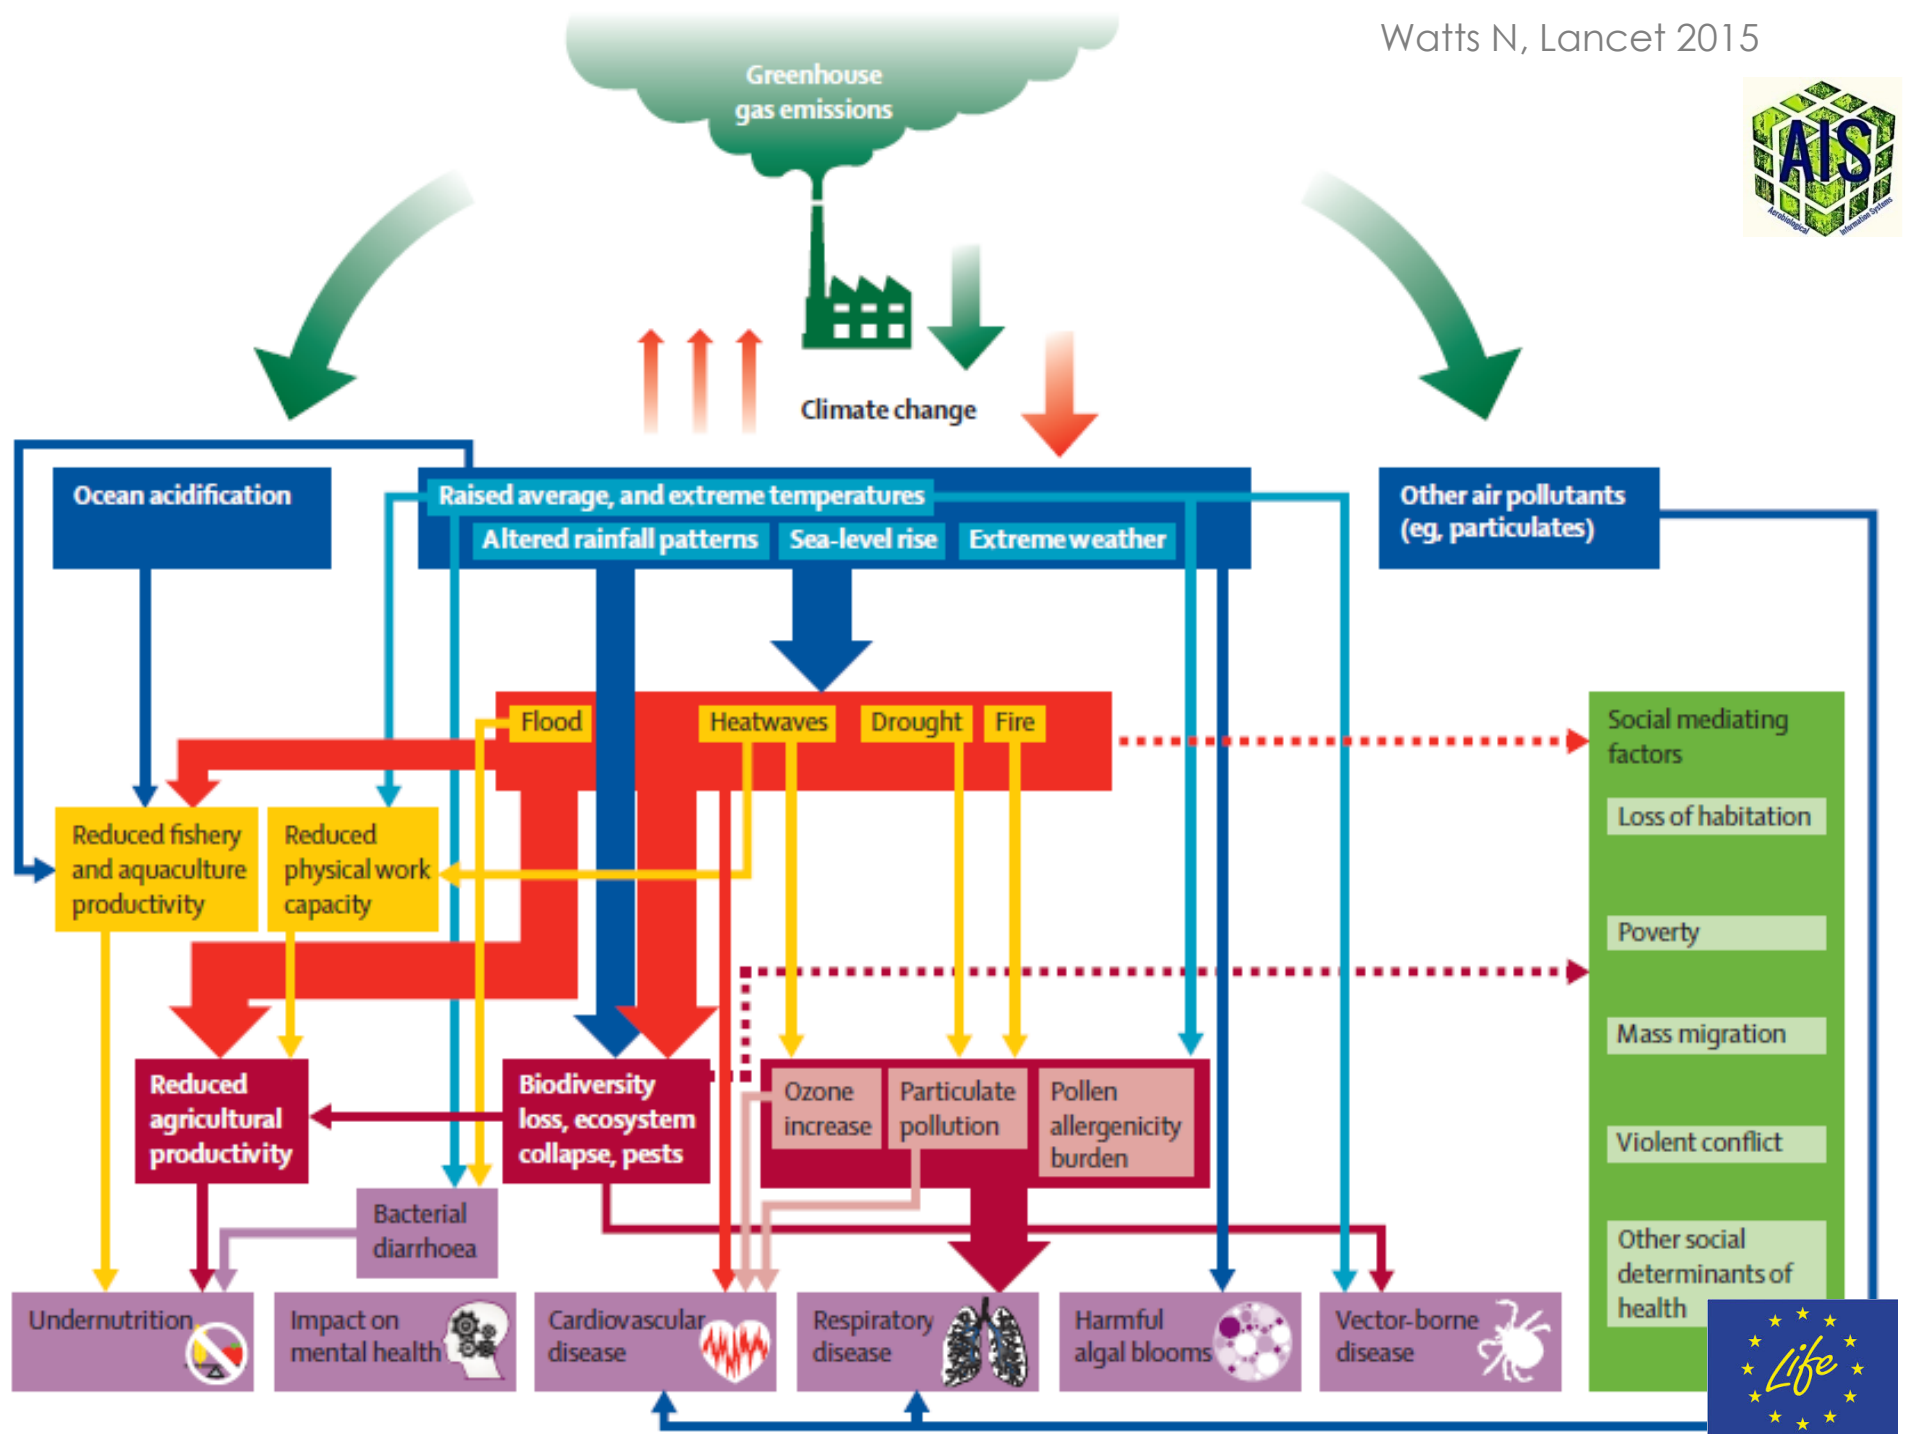 Watts N, Lancet 2015
Greenhouse
gas emissions
AIS
Aerobiological
Information Systems
Climate change
Ocean acidification
Raised average, and extreme temperatures
Altered rainfall patterns
Sea-level rise
Extreme weather
Other air pollutants
(eg, particulates)
Flood
Heatwaves
Drought
Fire
Social mediating
factors
Loss of habitation
Poverty
Mass migration
Violent conflict
Other social
determinants of
health
Reduced fishery
and aquaculture
productivity
Reduced
physical work
capacity
Reduced
agricultural
productivity
Biodiversity
loss, ecosystem
collapse, pests
Ozone
increase
Particulate
pollution
Pollen
allergenicity
burden
Bacterial
diarrhoea
Undernutrition
Impact on
mental health
Cardiovascular
disease
Respiratory
disease
Harmful
algal blooms
Vector-borne
disease
Life